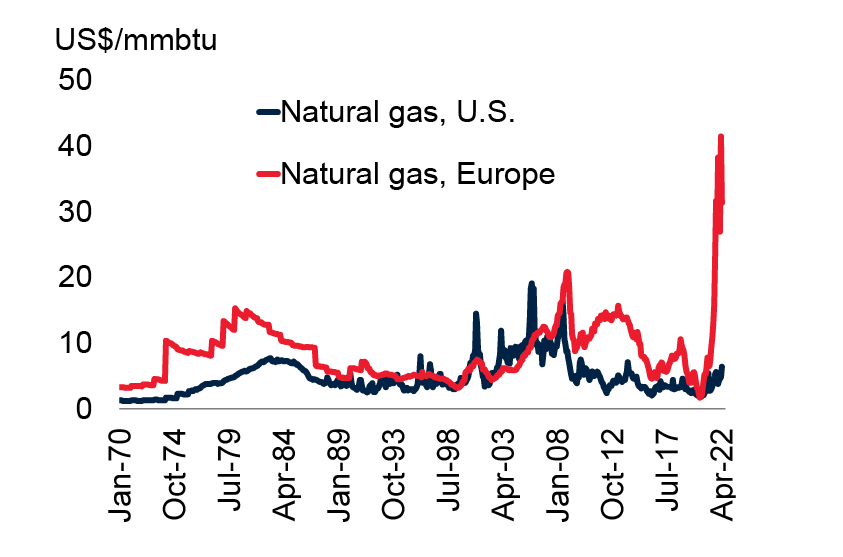 US$/mmbtu
50
Natural gas, U.S.
40
Natural gas, Europe
30
20
10
0
Jan-70
Oct-74
Jul-79
Apr-84
Jan-89
Oct-93
Jul-98
Apr-03
Jan-08
Oct-12
Jul-17
Apr-22